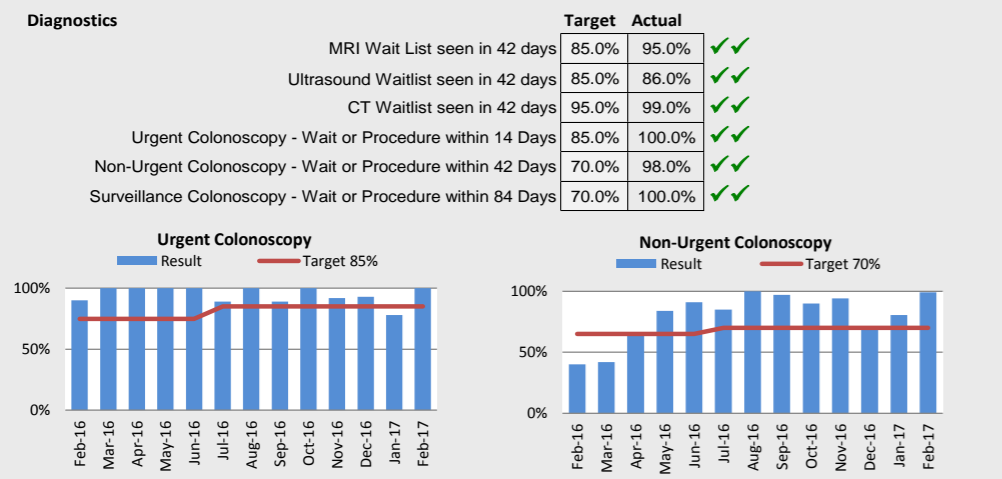 Diagnostics Target Actual
MRI Wait List seen in 42 days 85.0% 95.0% ✓✓
Ultrasound Waitlist seen in 42 days 85.0% 86.0% ✓✓
CT Waitlist seen in 42 days 95.0% 99.0% ✓✓
Urgent Colonoscopy - Wait or Procedure within 14 Days 85.0% 100.0% ✓✓
Non-Urgent Colonoscopy - Wait or Procedure within 42 Days 70.0% 98.0% ✓✓
Surveillance Colonoscopy - Wait or Procedure within 84 Days 70.0% 100.0% ✓✓
Urgent Colonoscopy
Result Target 85%
100%
50%
0%
Feb-16 Mar-16 Apr-16 May-16 Jun-16 Jul-16 Aug-16 Sep-16 Oct-16 Nov-16 Dec-16 Jan-17 Feb-17
Non-Urgent Colonoscopy
Result Target 70%
100%
50%
0%
Feb-16 Mar-16 Apr-16 May-16 Jun-16 Jul-16 Aug-16 Sep-16 Oct-16 Nov-16 Dec-16 Jan-17 Feb-17